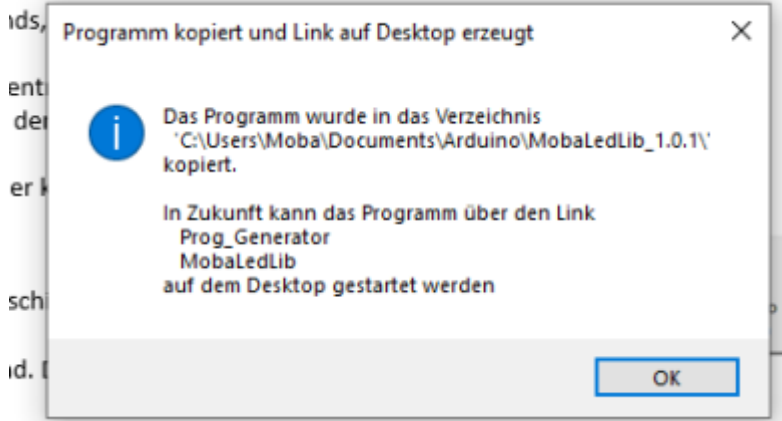 Programm kopiert und Link auf Desktop erzeugt
Das Programm wurde in das Verzeichnis
'C:\Users\Moba\Documents\Arduino\MobaLedLib_1.0.1\'
kopiert.
In Zukunft kann das Programm über den Link
Prog_Generator
MobaLedLib
auf dem Desktop gestartet werden
OK